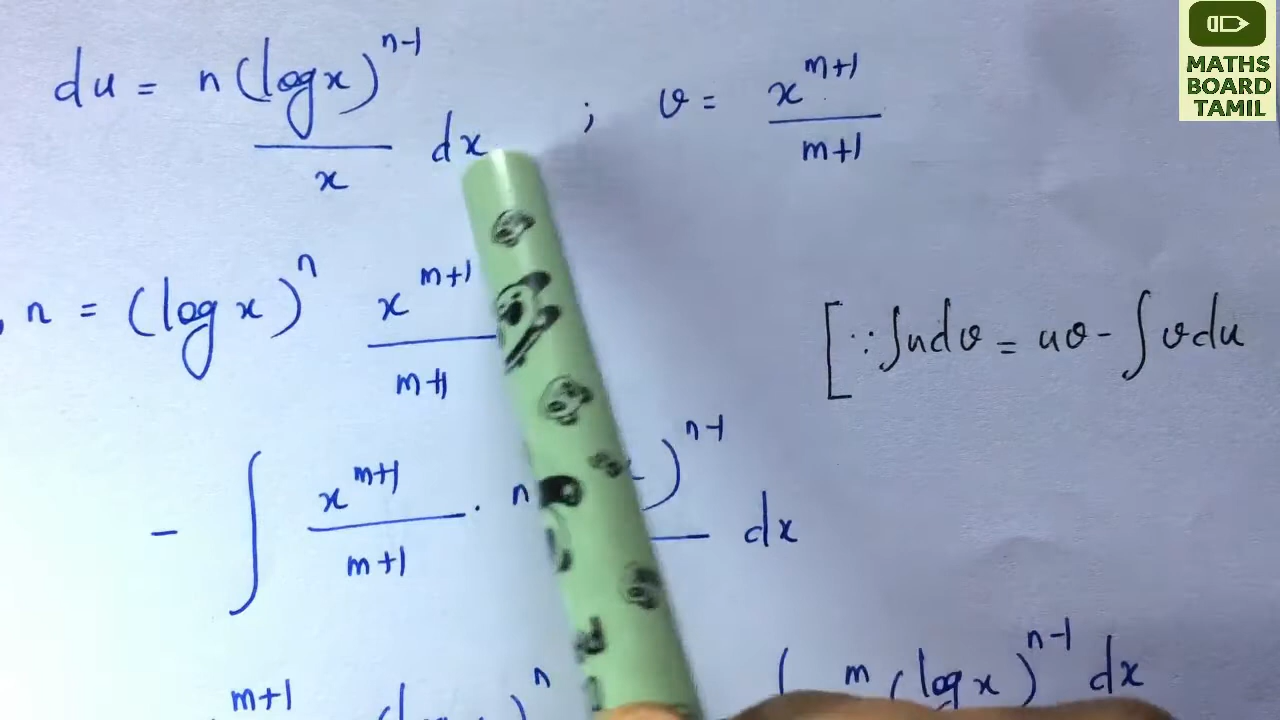 du = n(log x)^{n-1} / x dx ; v = x^{m+1} / m+1
, n = (log x)^n x^{m+1} / m+1
[∵ ∫udv = uv - ∫vdu
- ∫ x^{m+1} / m+1 . n )^{n-1} dx
m+1 n m (log x)^{n-1} dx
MATHS
BOARD
TAMIL